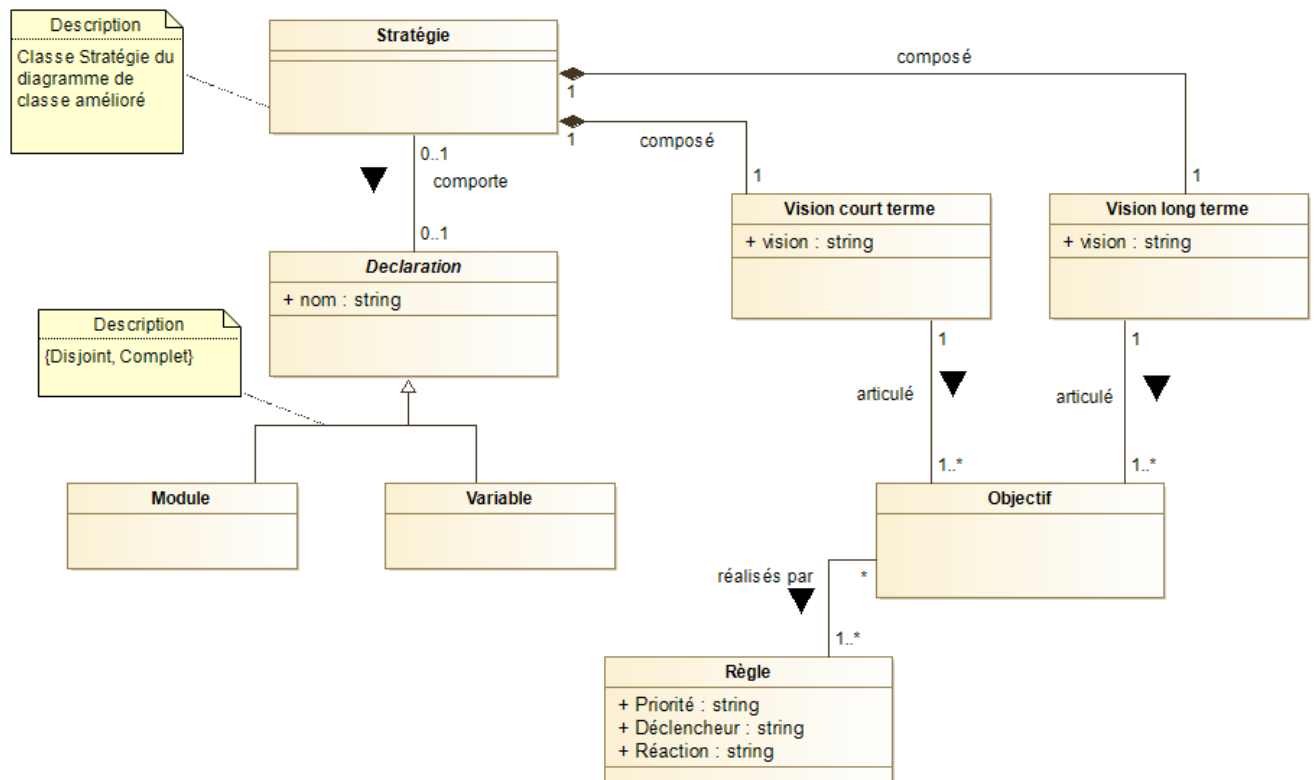 Description
Classe Stratégie du
diagramme de
classe amélioré
Stratégie
composé
1
1
composé
0..1
comporte
1
1
Vision court terme
+ vision : string
Vision long terme
+ vision : string
0..1
Declaration
+ nom : string
Description
{Disjoint, Complet}
1
1
articulé
articulé
1..*
1..*
Module
Variable
Objectif
réalisés par
*
1..*
Règle
+ Priorité : string
+ Déclencheur : string
+ Réaction : string